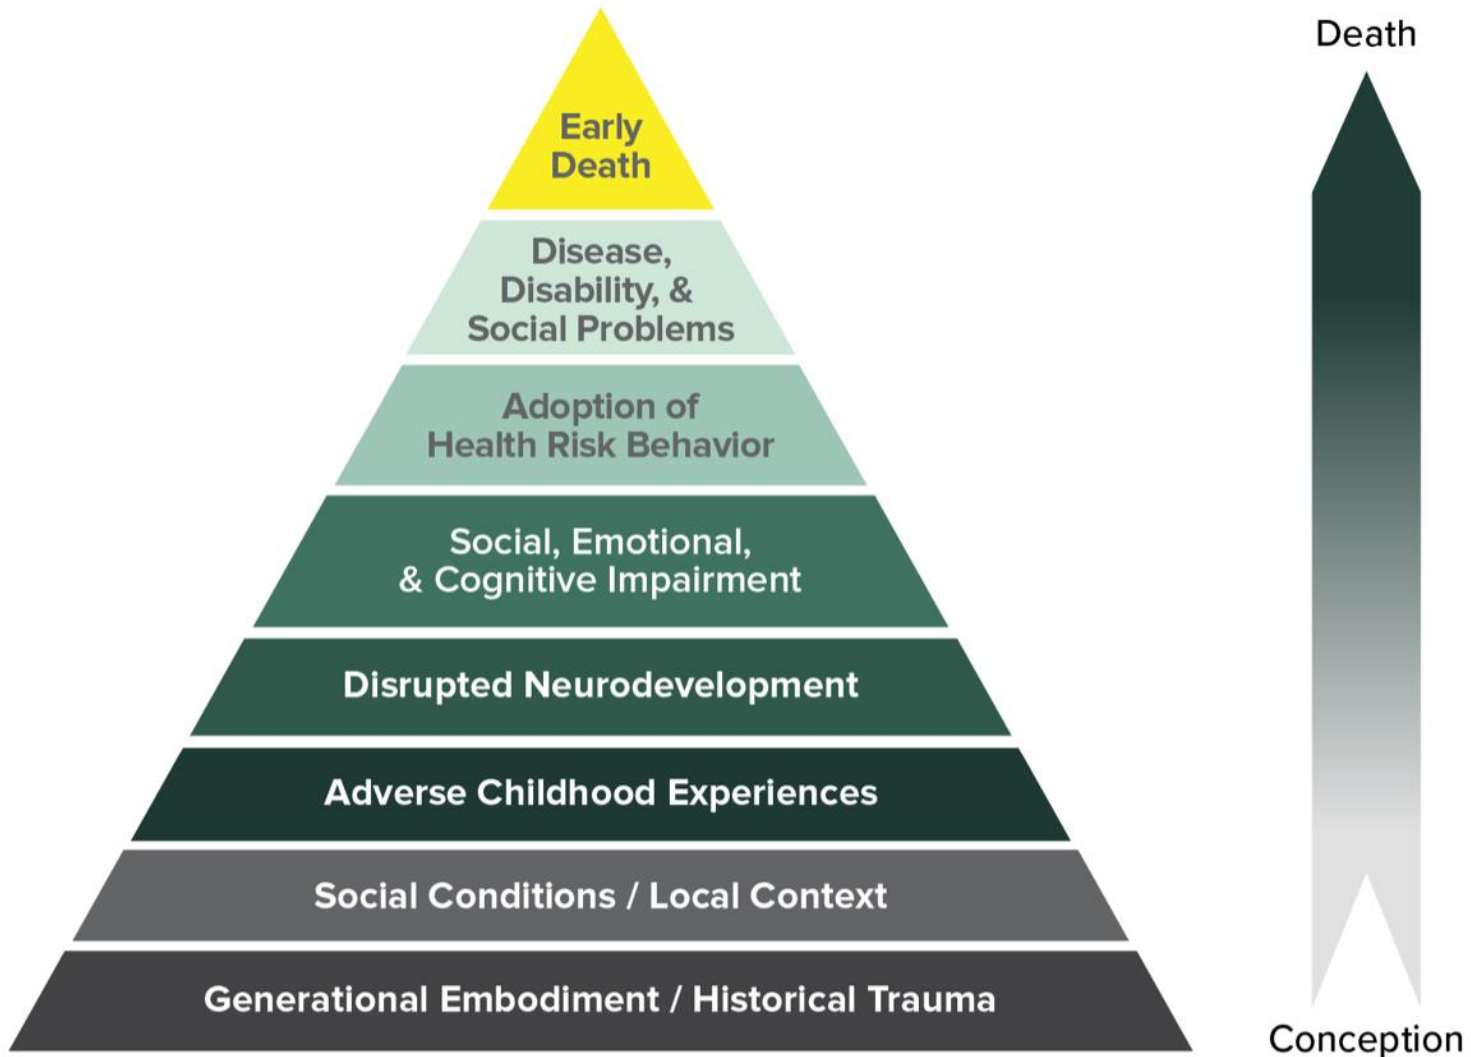 Death
Early
Death
Disease,
Disability, &
Social Problems
Adoption of
Health Risk Behavior
Social, Emotional,
& Cognitive Impairment
Disrupted Neurodevelopment
Adverse Childhood Experiences
Social Conditions / Local Context
Generational Embodiment / Historical Trauma
Conception